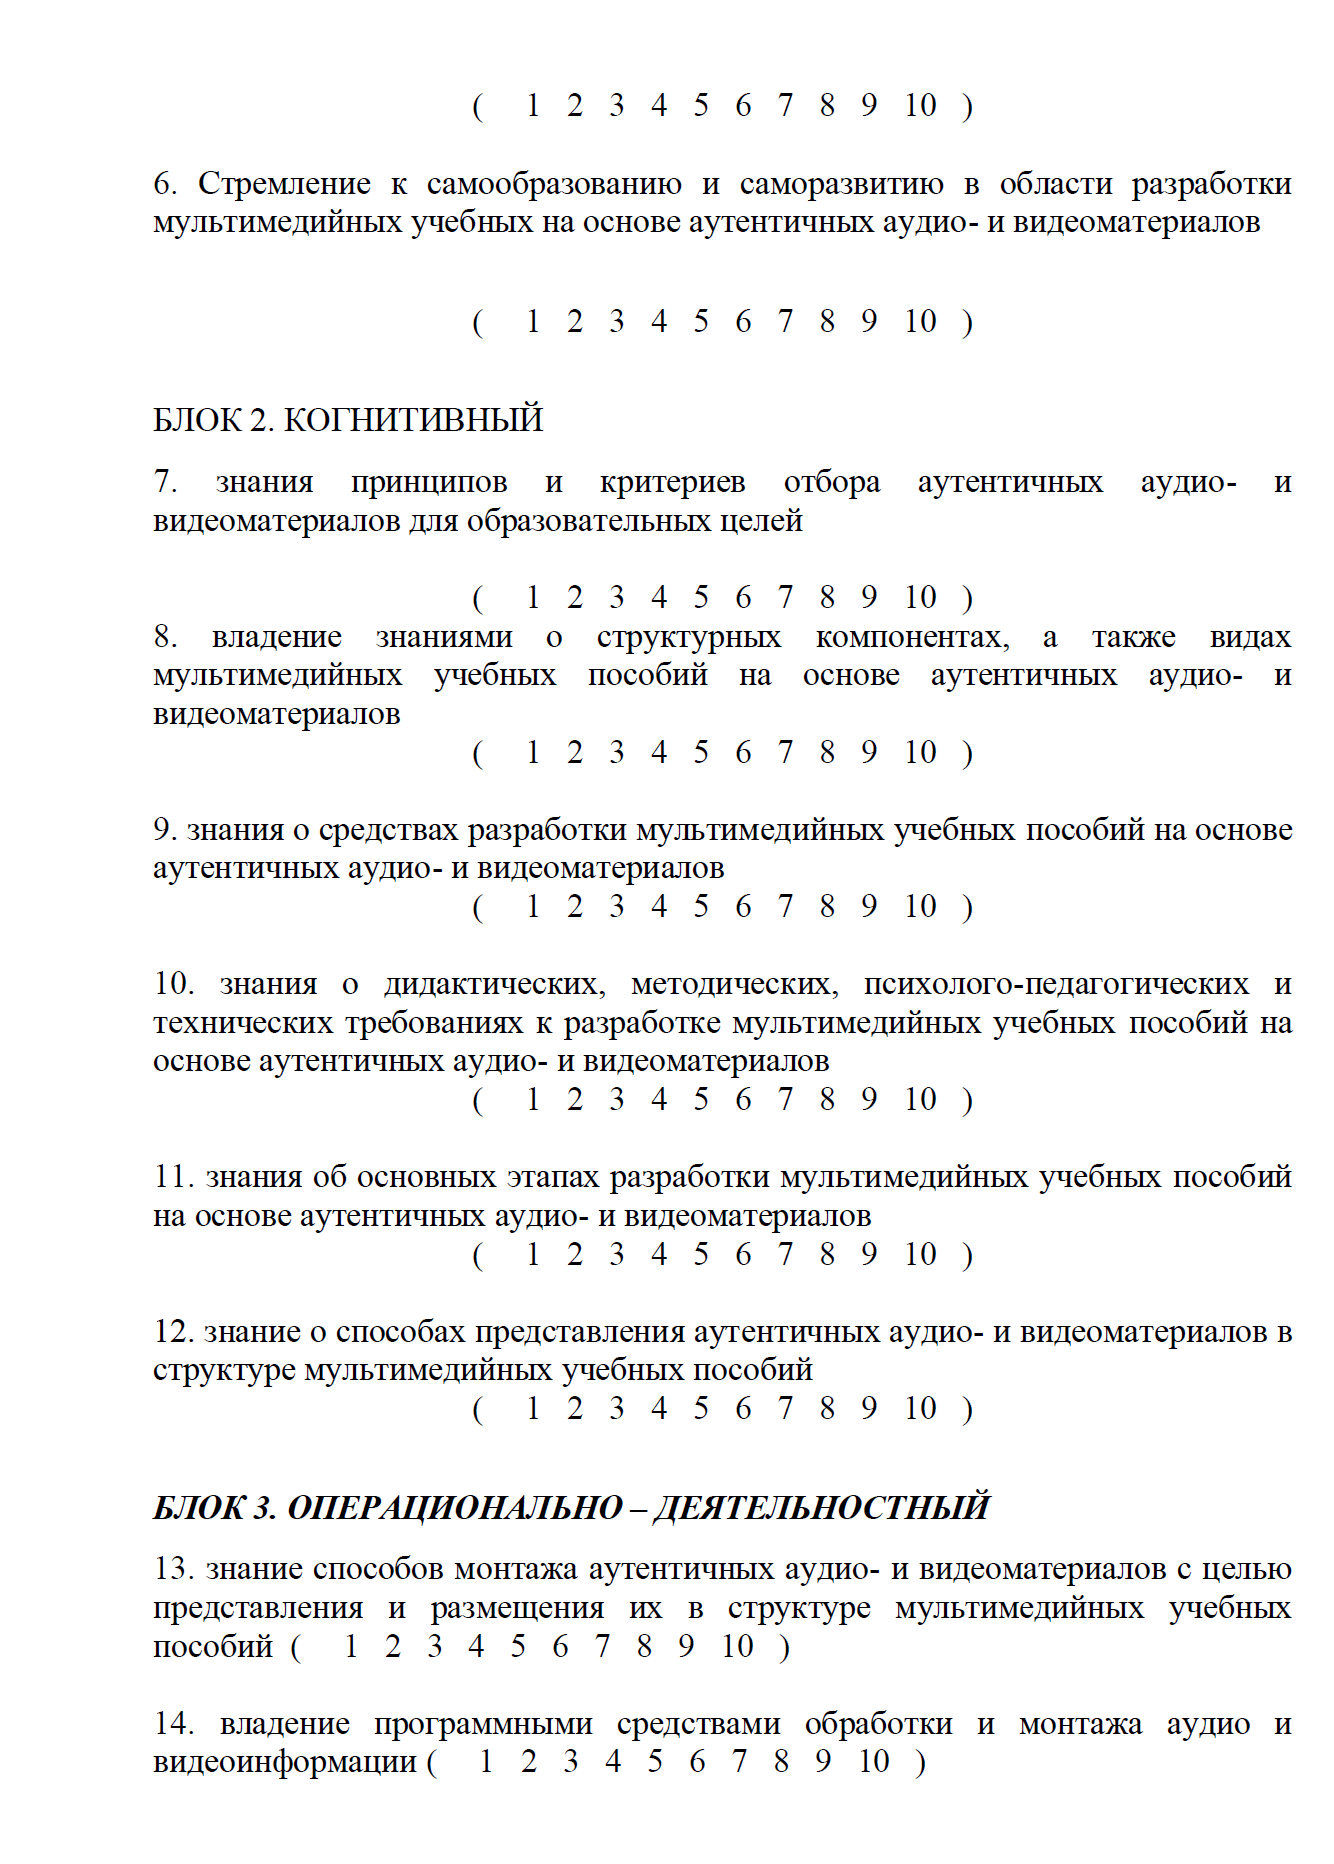 ( 1 2 3 4 5 6 7 8 9 10 )
6. Стремление к самообразованию и саморазвитию в области разработки
мультимедийных учебных на основе аутентичных аудио- и видеоматериалов
( 1 2 3 4 5 6 7 8 9 10 )
БЛОК 2. КОГНИТИВНЫЙ
7. знания принципов и критериев отбора аутентичных аудио- и
видеоматериалов для образовательных целей
( 1 2 3 4 5 6 7 8 9 10 )
8. владение знаниями о структурных компонентах, а также видах
мультимедийных учебных пособий на основе аутентичных аудио- и
видеоматериалов
( 1 2 3 4 5 6 7 8 9 10 )
9. знания о средствах разработки мультимедийных учебных пособий на основе
аутентичных аудио- и видеоматериалов
( 1 2 3 4 5 6 7 8 9 10 )
10. знания о дидактических, методических, психолого-педагогических и
технических требованиях к разработке мультимедийных учебных пособий на
основе аутентичных аудио- и видеоматериалов
( 1 2 3 4 5 6 7 8 9 10 )
11. знания об основных этапах разработки мультимедийных учебных пособий
на основе аутентичных аудио- и видеоматериалов
( 1 2 3 4 5 6 7 8 9 10 )
12. знание о способах представления аутентичных аудио- и видеоматериалов в
структуре мультимедийных учебных пособий
( 1 2 3 4 5 6 7 8 9 10 )
БЛОК 3. ОПЕРАЦИОНАЛЬНО – ДЕЯТЕЛЬНОСТНЫЙ
13. знание способов монтажа аутентичных аудио- и видеоматериалов с целью
представления и размещения их в структуре мультимедийных учебных
пособий ( 1 2 3 4 5 6 7 8 9 10 )
14. владение программными средствами обработки и монтажа аудио и
видеоинформации ( 1 2 3 4 5 6 7 8 9 10 )